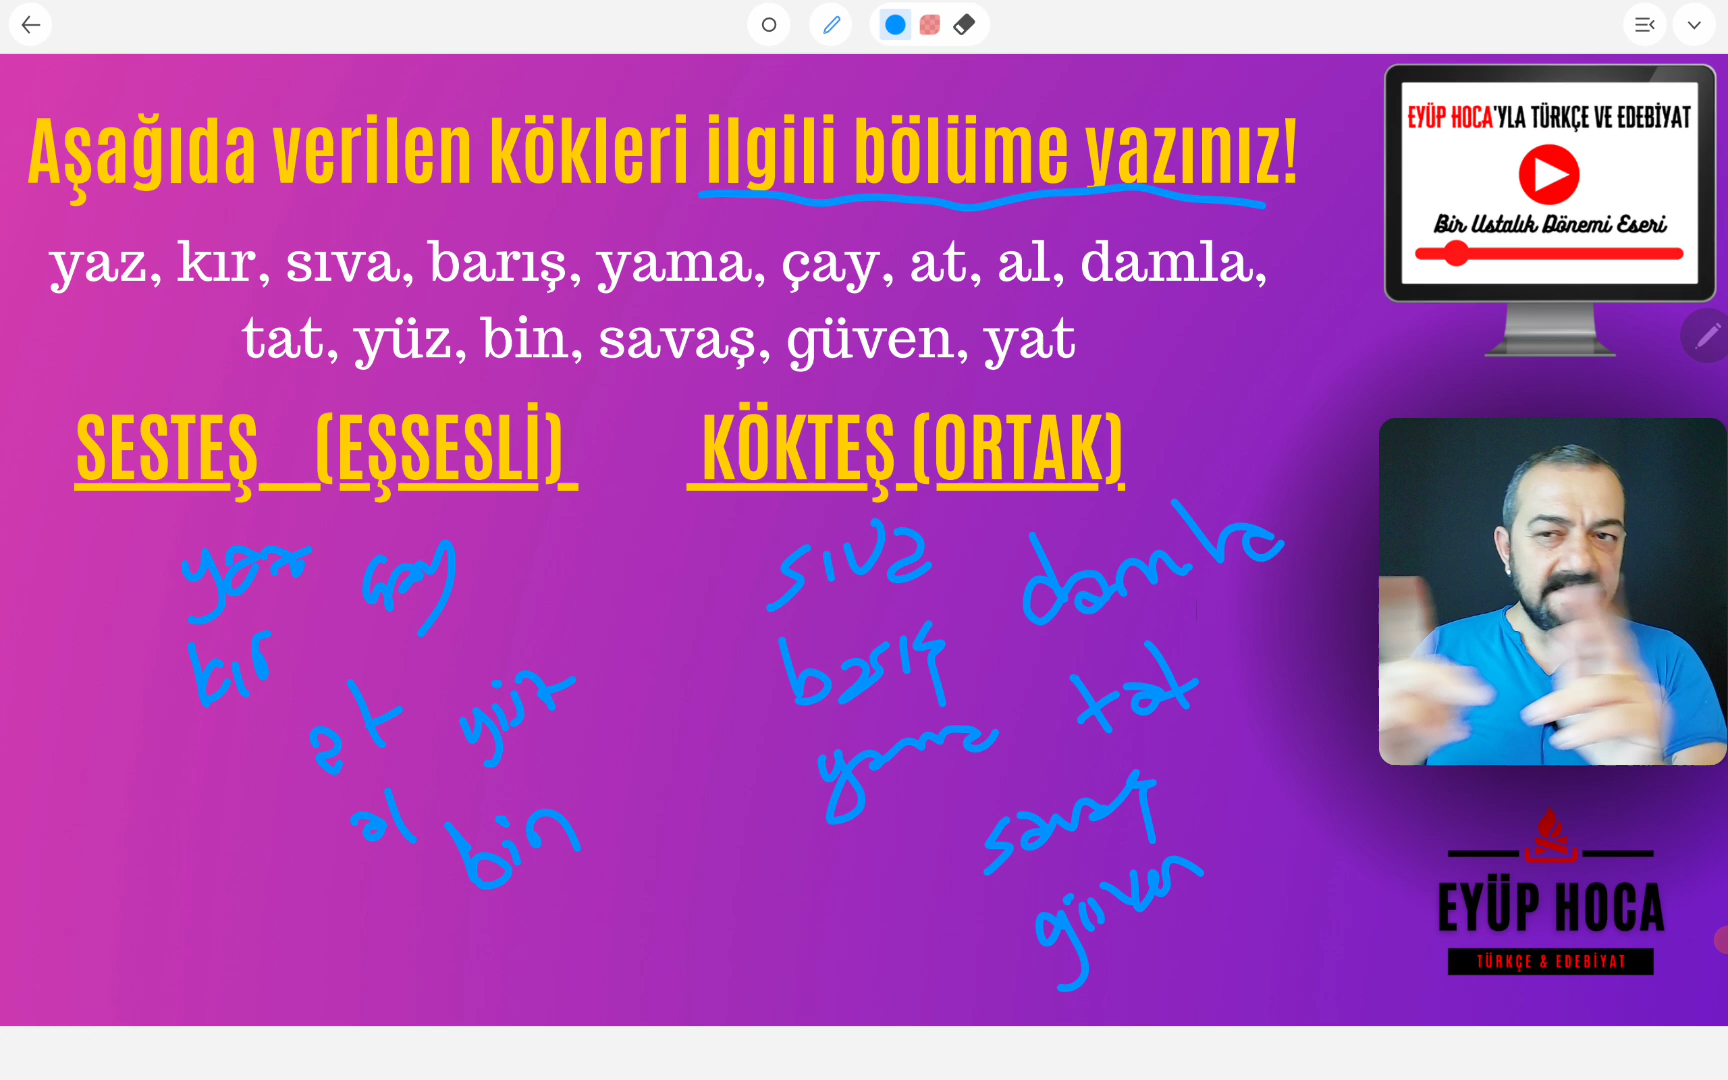 Aşağıda verilen kökleri ilgili bölüme yazınız!
yaz, kır, sıva, barış, yama, çay, at, al, damla,
tat, yüz, bin, savaş, güven, yat
SESTEŞ (EŞSESLİ)
yaz çay
kır
at yüz
al bin
KÖKTEŞ (ORTAK)
sıva damla
barış tat
yama
savaş
güven
EYÜP HOCA'YLA TÜRKÇE VE EDEBİYAT
Bir Ustalık Dönemi Eseri
EYÜP HOCA
TÜRKÇE & EDEBİYAT